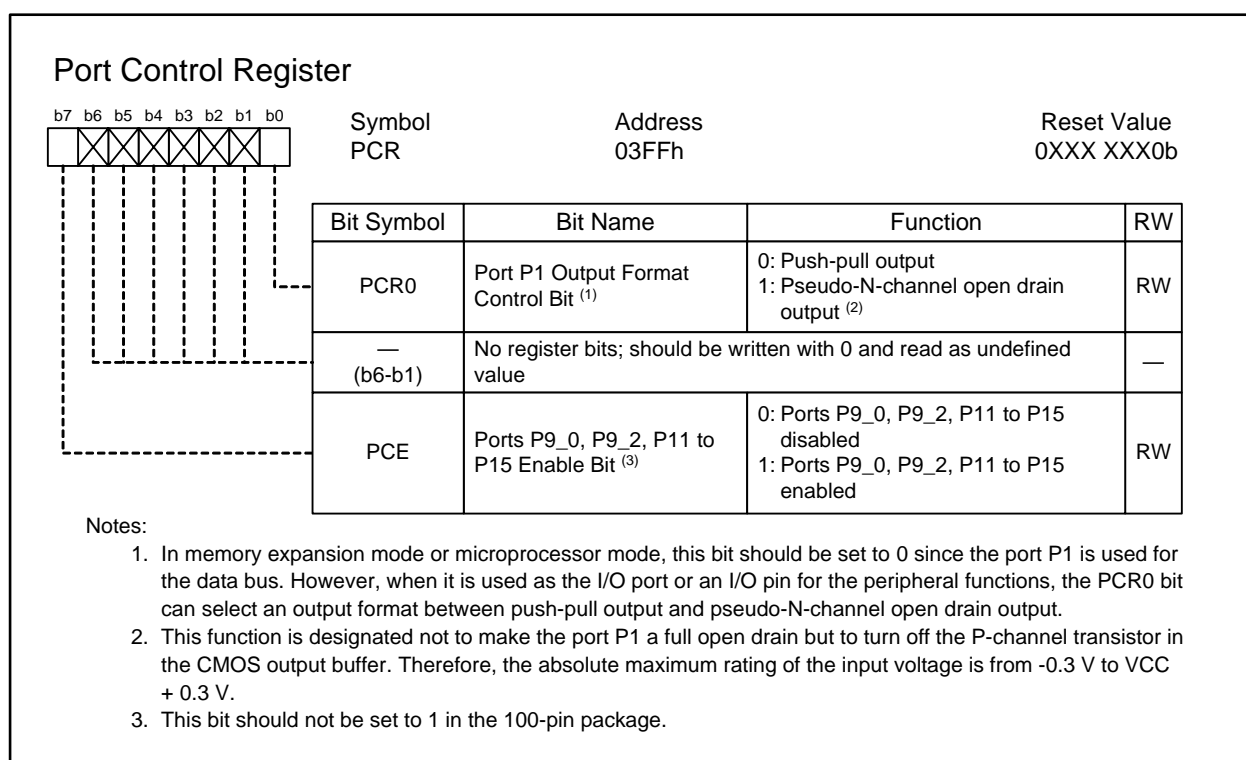 Port Control Register
b7 b6 b5 b4 b3 b2 b1 b0
Symbol Address Reset Value
PCR 03FFh 0XXX XXX0b
Bit Symbol Bit Name Function RW
PCR0
Port P1 Output Format
Control Bit (1)
0: Push-pull output
1: Pseudo-N-channel open drain
output (2)
RW
—
(b6-b1)
No register bits; should be written with 0 and read as undefined
value
—
PCE
Ports P9_0, P9_2, P11 to
P15 Enable Bit (3)
0: Ports P9_0, P9_2, P11 to P15
disabled
1: Ports P9_0, P9_2, P11 to P15
enabled
RW
Notes:
1. In memory expansion mode or microprocessor mode, this bit should be set to 0 since the port P1 is used for
the data bus. However, when it is used as the I/O port or an I/O pin for the peripheral functions, the PCR0 bit
can select an output format between push-pull output and pseudo-N-channel open drain output.
2. This function is designated not to make the port P1 a full open drain but to turn off the P-channel transistor in
the CMOS output buffer. Therefore, the absolute maximum rating of the input voltage is from -0.3 V to VCC
+ 0.3 V.
3. This bit should not be set to 1 in the 100-pin package.